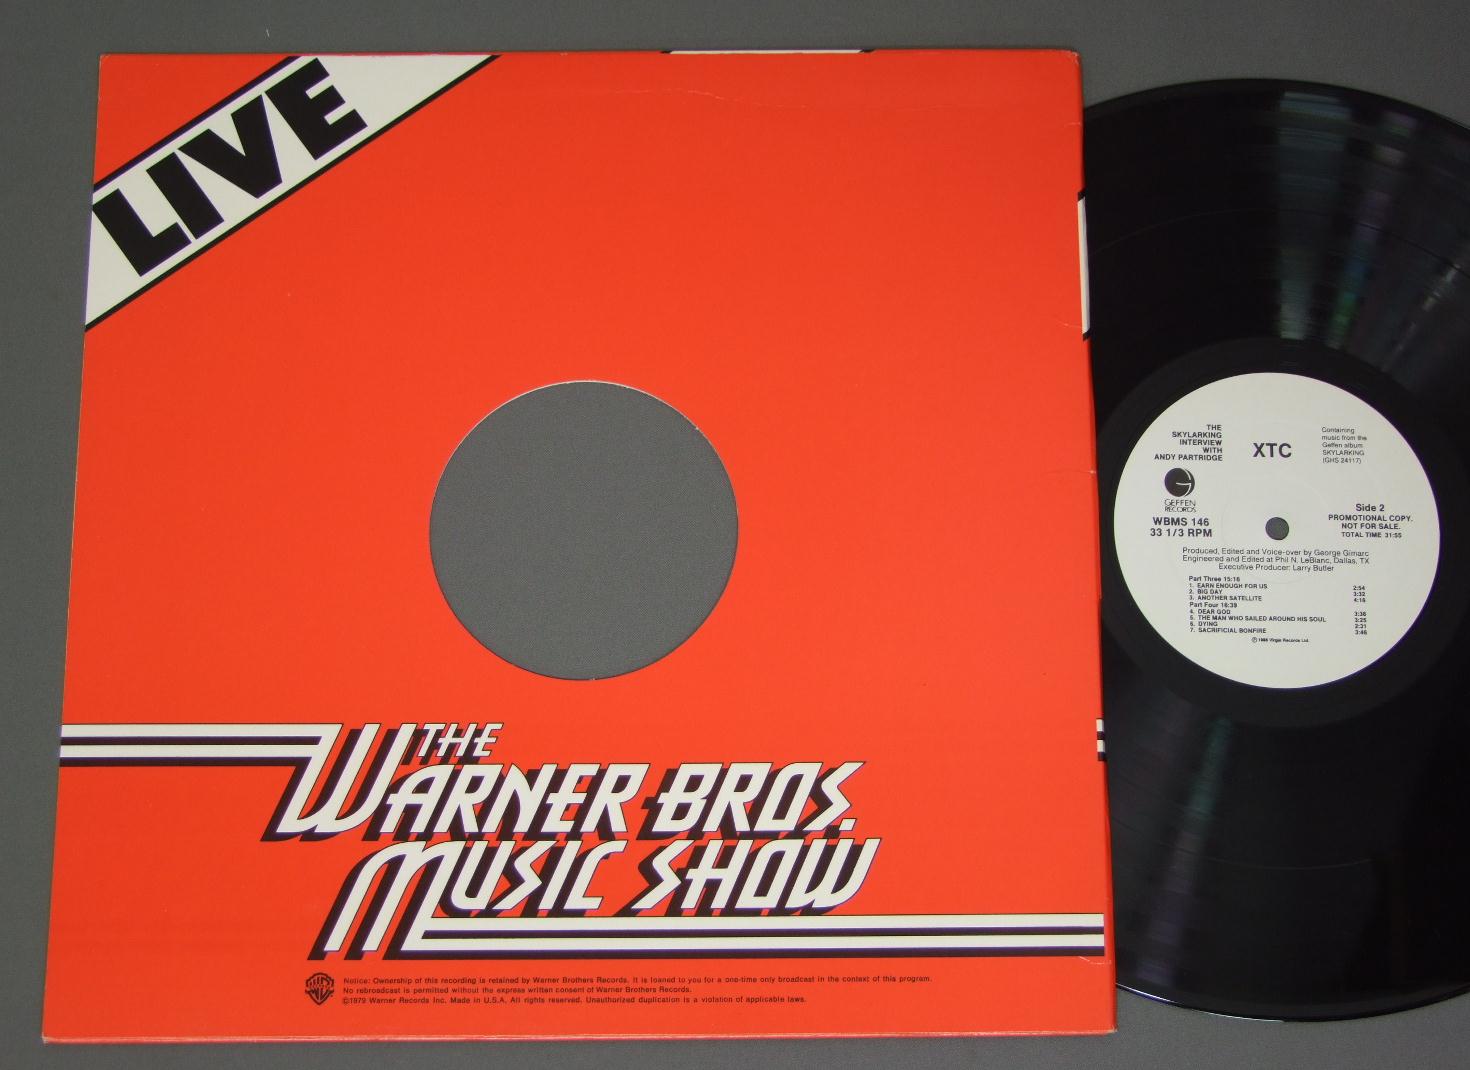 LIVE
THE
WARNER BROS.
MUSIC SHOW
Notice: Ownership of this recording is retained by Warner Brothers Records. It is loaned to you for a one-time only broadcast in the context of this program.
No rebroadcast is permitted without the express written consent of Warner Brothers Records.
©1979 Warner Records Inc. Made in U.S.A. All rights reserved. Unauthorized duplication is a violation of applicable laws.
THE
SKYLARKING
INTERVIEW
WITH
ANDY PARTRIDGE
XTC
Containing
music from the
Geffen album
SKYLARKING
(GHS 24117)
GEFFEN
RECORDS
WBMS 146
33 1/3 RPM
Side 2
PROMOTIONAL COPY.
NOT FOR SALE.
TOTAL TIME 31:55
Produced, Edited and Voice-over by George Gimarc
Engineered and Edited at Phil N. LeBlanc, Dallas, TX
Executive Producer: Larry Butler
Part Three 15:16
1. EARN ENOUGH FOR US 2:54
2. BIG DAY 3:32
3. ANOTHER SATELLITE 4:16
Part Four 16:39
4. DEAR GOD 3:36
5. THE MAN WHO SAILED AROUND HIS SOUL 3:25
6. DYING 2:31
7. SACRIFICIAL BONFIRE 3:46
℗ 1986 Virgin Records Ltd.